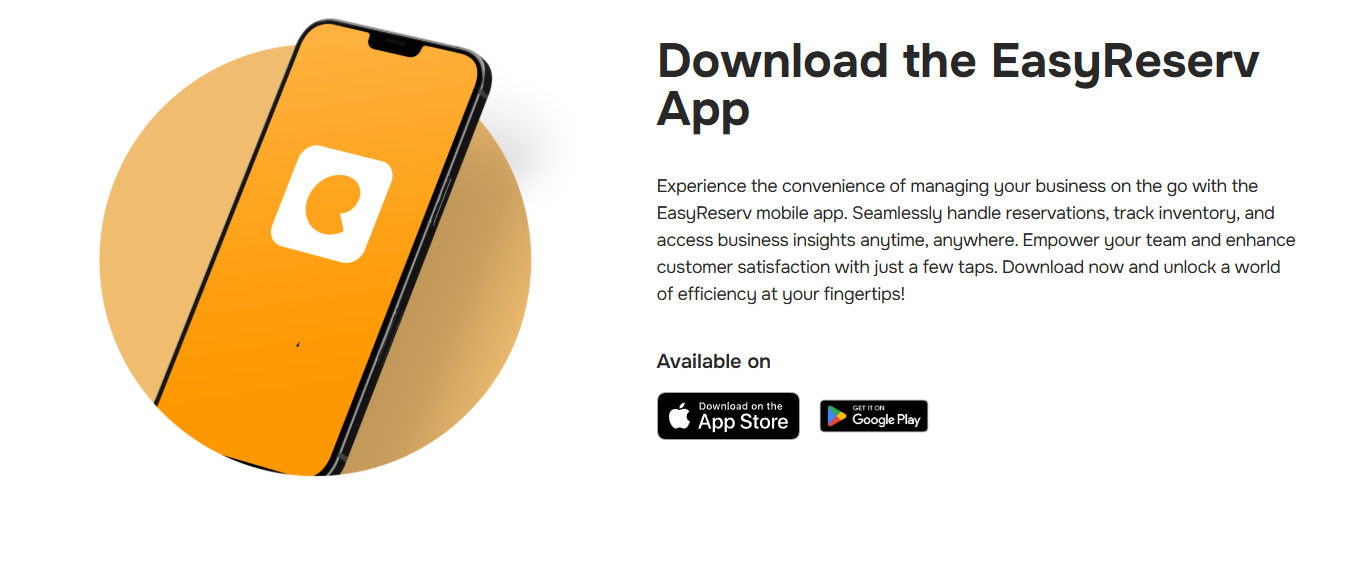 Download the EasyReserv
App
Experience the convenience of managing your business on the go with the
EasyReserv mobile app. Seamlessly handle reservations, track inventory, and
access business insights anytime, anywhere. Empower your team and enhance
customer satisfaction with just a few taps. Download now and unlock a world
of efficiency at your fingertips!
Available on
Download on the
App Store
GET IT ON
Google Play